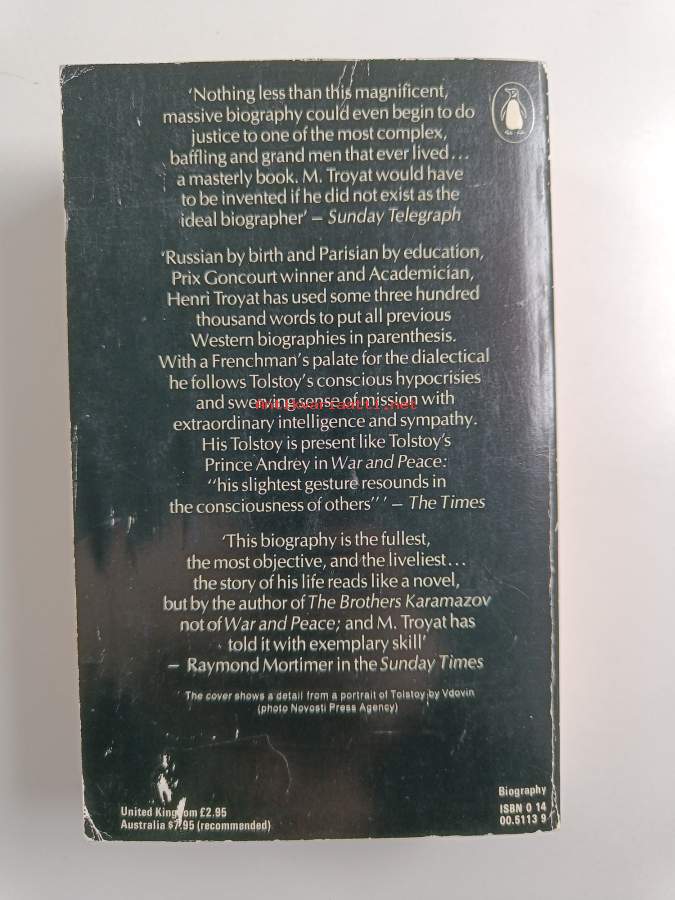 ‘Nothing less than this magnificent,
massive biography could even begin to do
justice to one of the most complex,
baffling and grand men that ever lived...
a masterly book. M. Troyat would have
to be invented if he did not exist as the
ideal biographer’ – Sunday Telegraph
‘Russian by birth and Parisian by education,
Prix Goncourt winner and Academician,
Henri Troyat has used some three hundred
thousand words to put all previous
Western biographies in parenthesis.
With a Frenchman’s palate for the dialectical
he follows Tolstoy’s conscious hypocrisies
and swerving sense of mission with
antikvariaatti.net
extraordinary intelligence and sympathy.
His Tolstoy is present like Tolstoy’s
Prince Andrey in War and Peace:
“his slightest gesture resounds in
the consciousness of others” ’ – The Times
‘This biography is the fullest,
the most objective, and the liveliest...
the story of his life reads like a novel,
but by the author of The Brothers Karamazov
not of War and Peace; and M. Troyat has
told it with exemplary skill’
– Raymond Mortimer in the Sunday Times
The cover shows a detail from a portrait of Tolstoy by Vdovin
(photo Novosti Press Agency)
United Kingdom £2.95
Australia $7.95 (recommended)
Biography
ISBN 0 14
00.5113 9